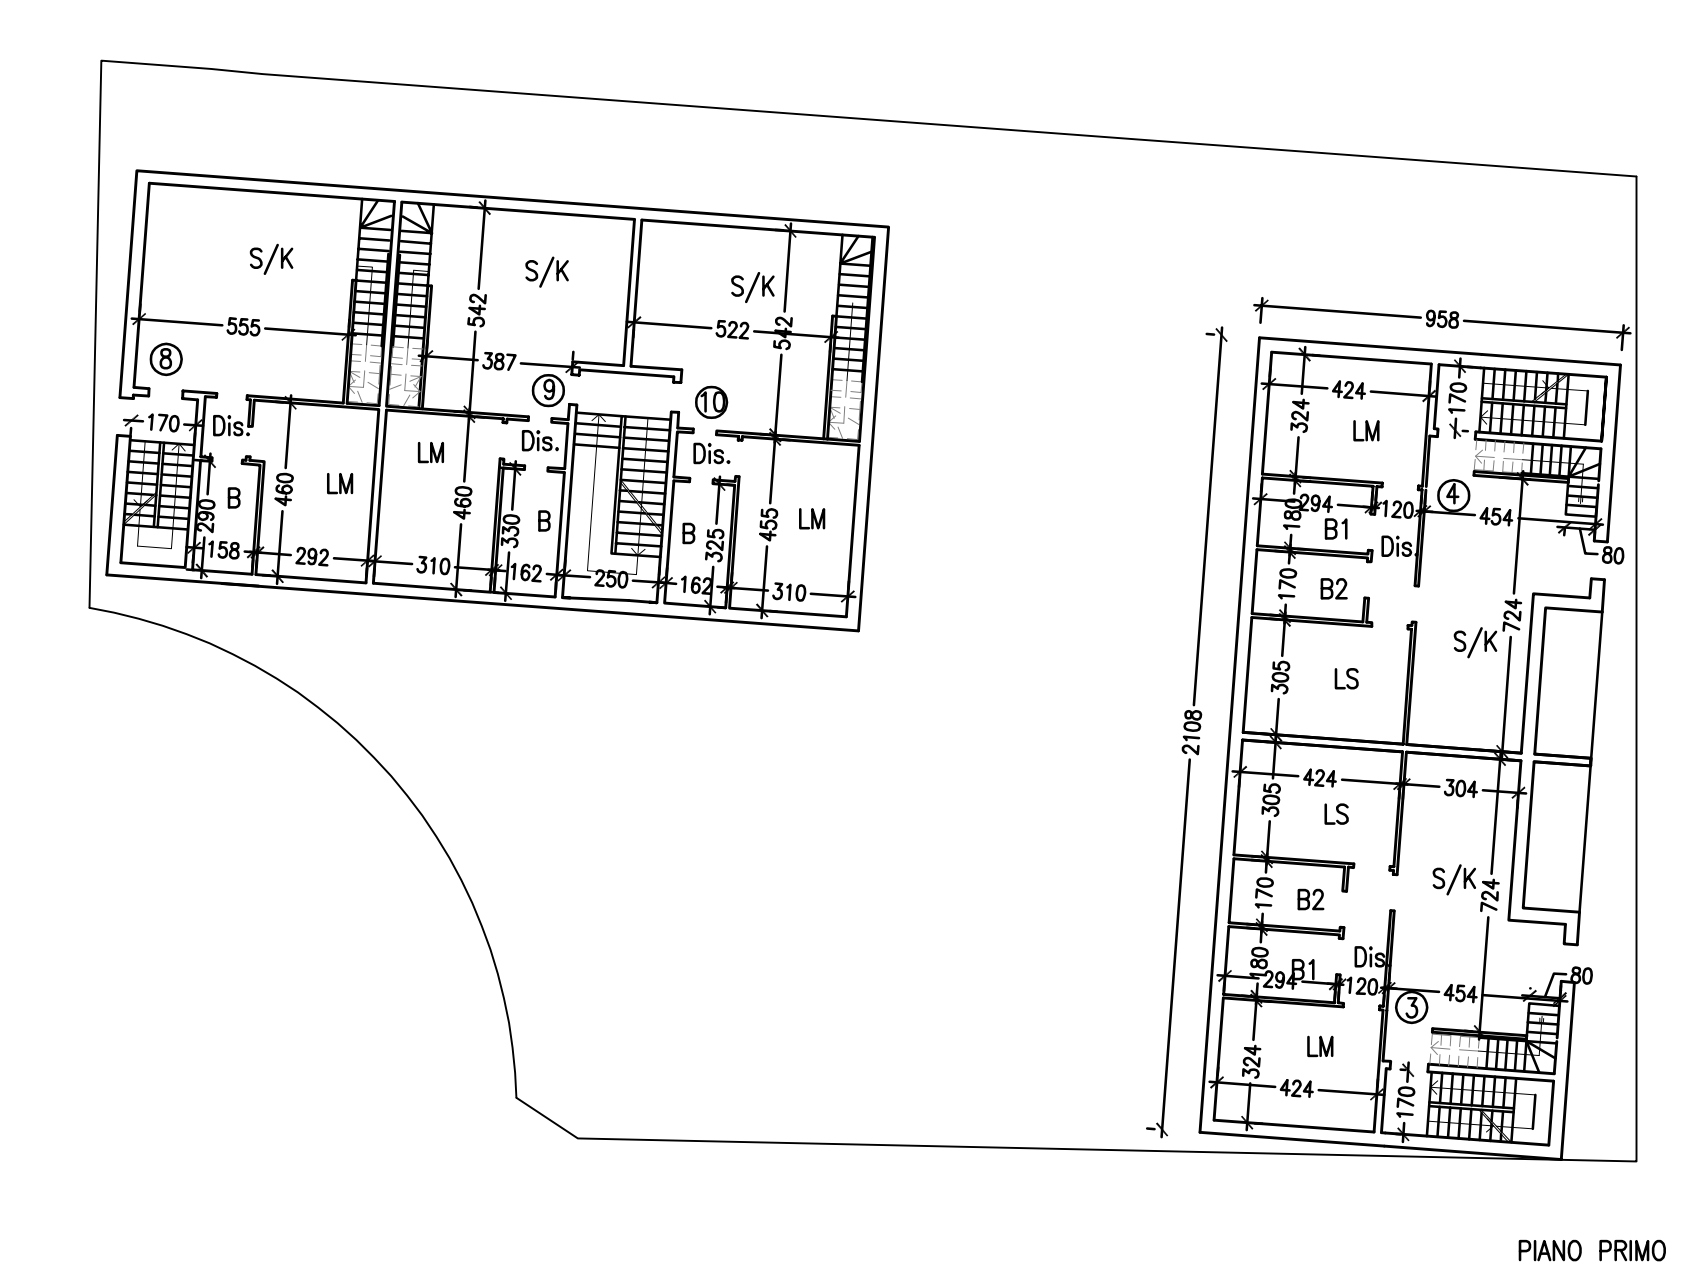 S/K
S/K
S/K
542
542
555
387
522
8
9
10
170
Dis.
LM
LM
Dis.
Dis.
LM
460
460
455
B
B
B
290
330
325
158
292
310
162
250
162
310
958
2108
424
324
170
LM
4
294
180
120
454
80
B1
Dis.
170
B2
724
S/K
305
LS
424
304
305
LS
S/K
724
170
B2
Dis.
180
B1
294
120
454
80
3
LM
324
424
170
PIANO PRIMO